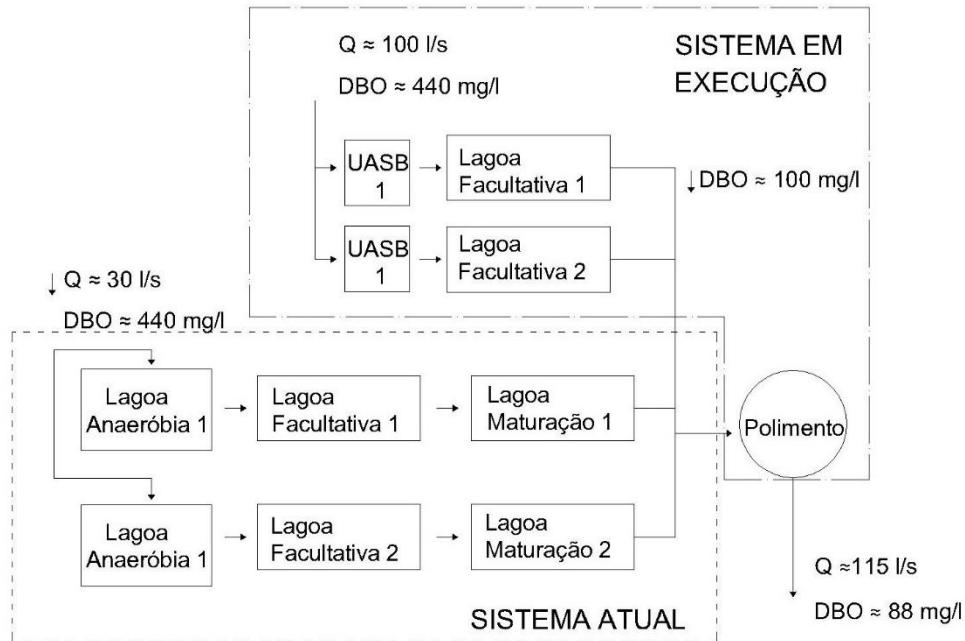 Q ≈ 100 l/s
DBO ≈ 440 mg/l
SISTEMA EM
EXECUÇÃO
UASB
1
Lagoa
Facultativa 1
↓DBO ≈ 100 mg/l
UASB
1
Lagoa
Facultativa 2
↓ Q ≈ 30 l/s
DBO ≈ 440 mg/l
Lagoa
Anaeróbia 1
Lagoa
Facultativa 1
Lagoa
Maturação 1
Polimento
Lagoa
Anaeróbia 1
Lagoa
Facultativa 2
Lagoa
Maturação 2
Q ≈115 l/s
DBO ≈ 88 mg/l
SISTEMA ATUAL